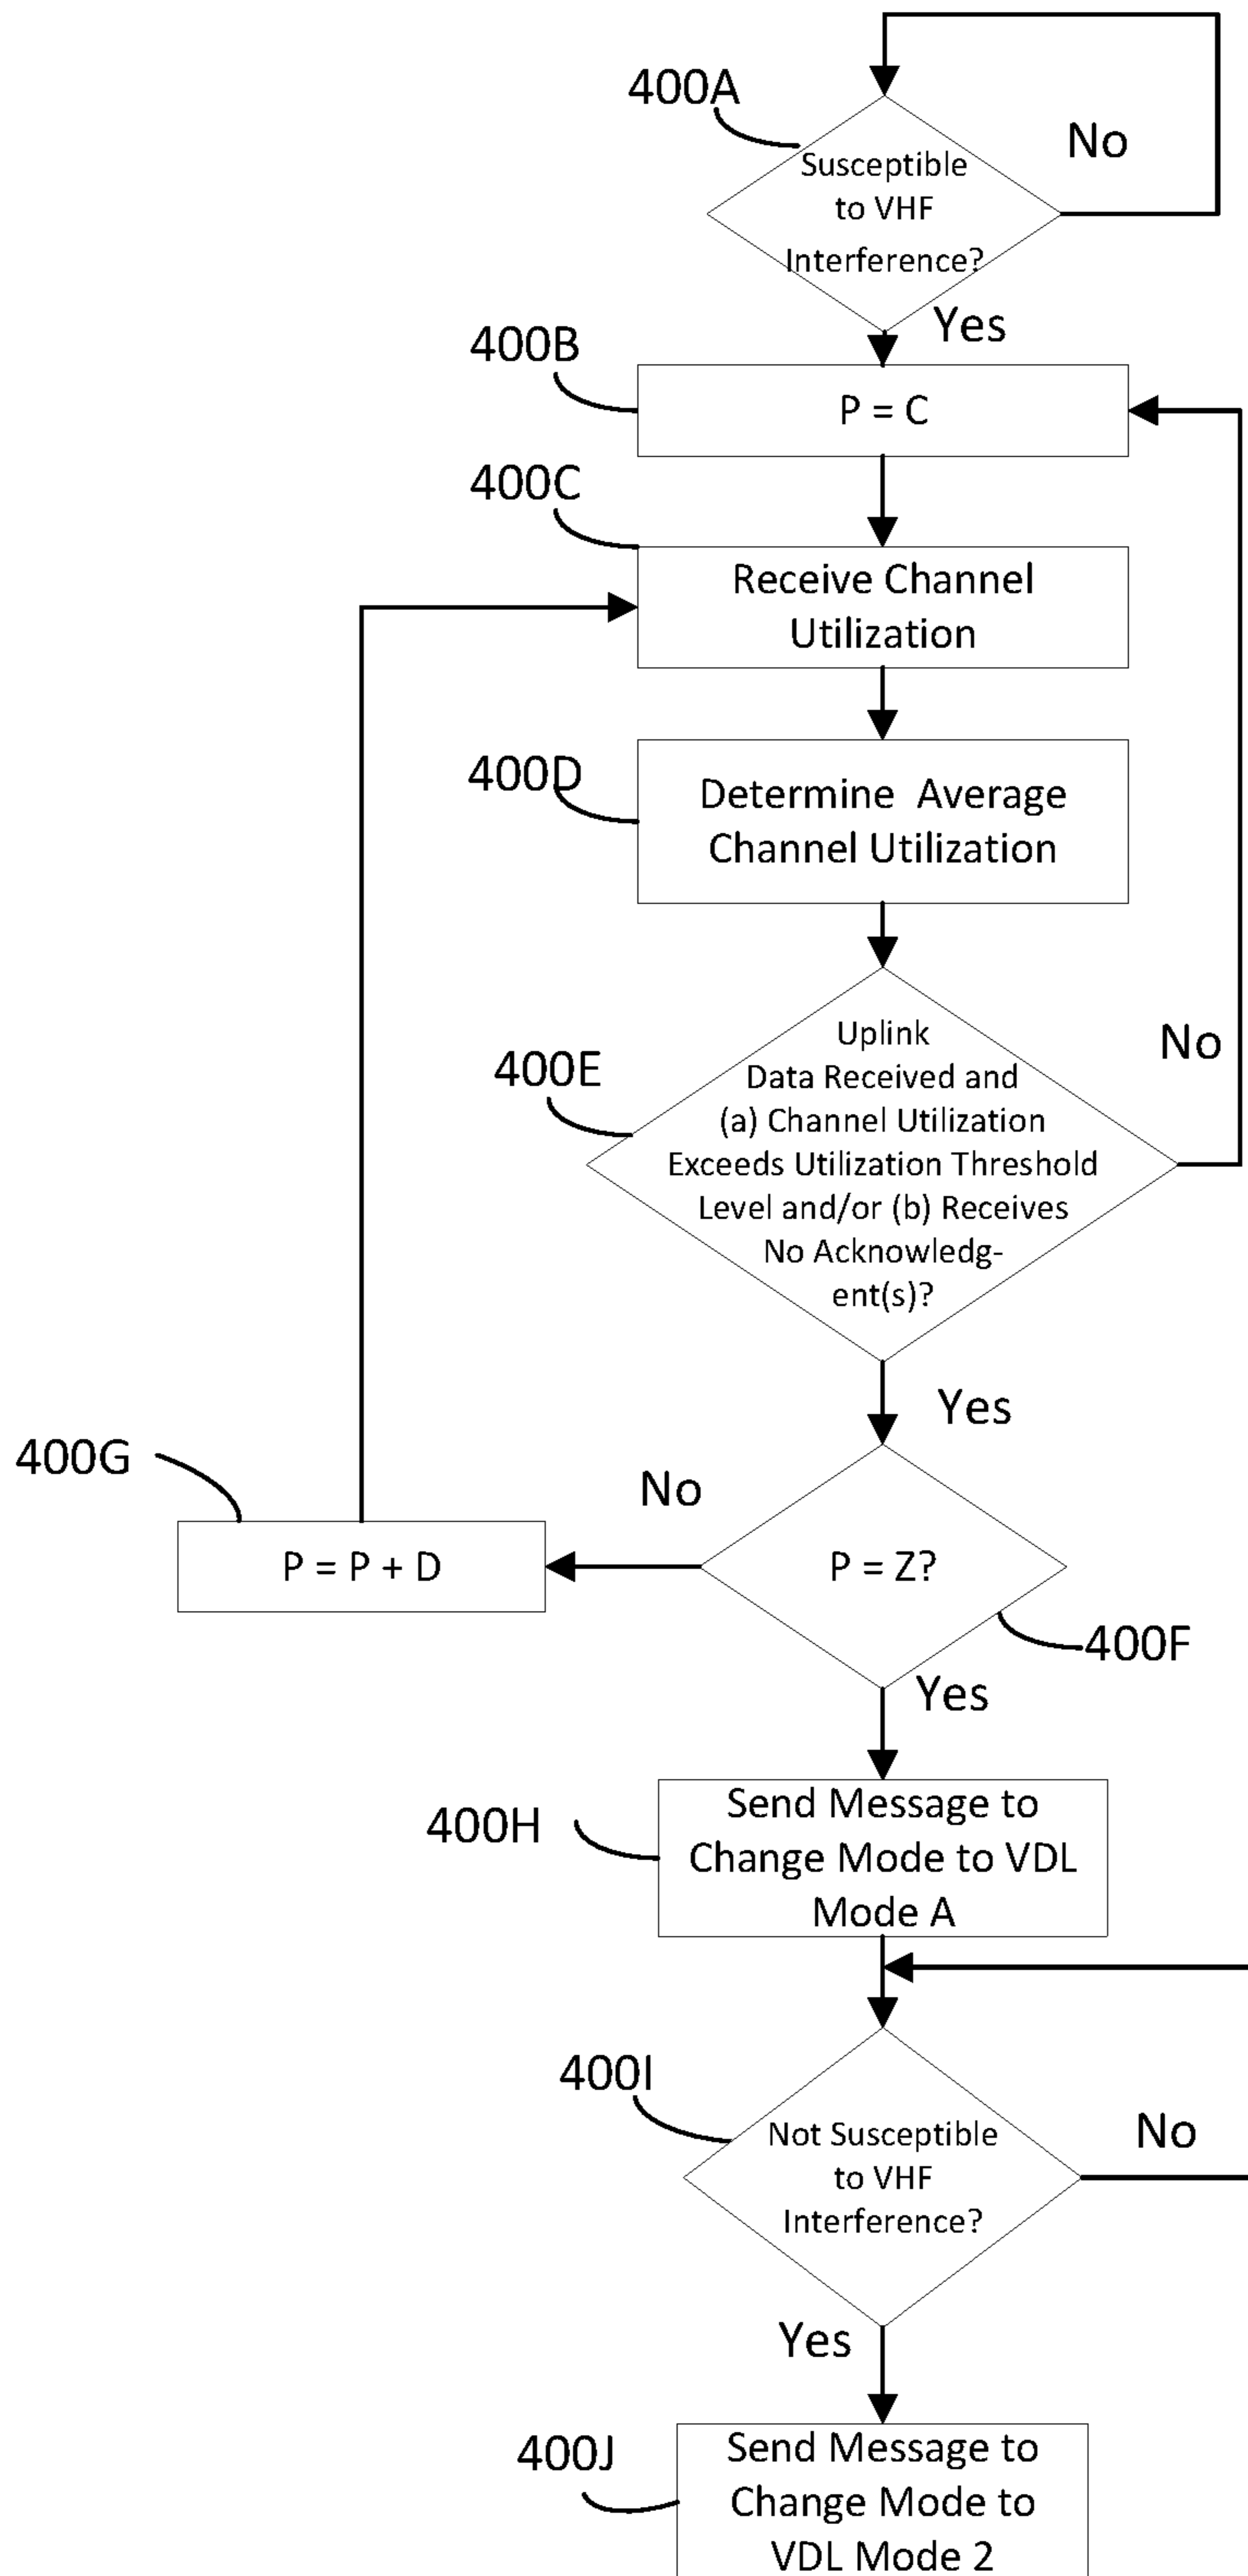 400A
Susceptible
to VHF
Interference?
No
Yes
400B
P = C
400C
Receive Channel
Utilization
400D
Determine Average
Channel Utilization
400E
Uplink
Data Received and
(a) Channel Utilization
Exceeds Utilization Threshold
Level and/or (b) Receives
No Acknowledg-
ent(s)?
No
Yes
400G
P = P + D
No
P = Z?
400F
Yes
400H
Send Message to
Change Mode to VDL
Mode A
400I
Not Susceptible
to VHF
Interference?
No
Yes
400J
Send Message to
Change Mode to
VDL Mode 2